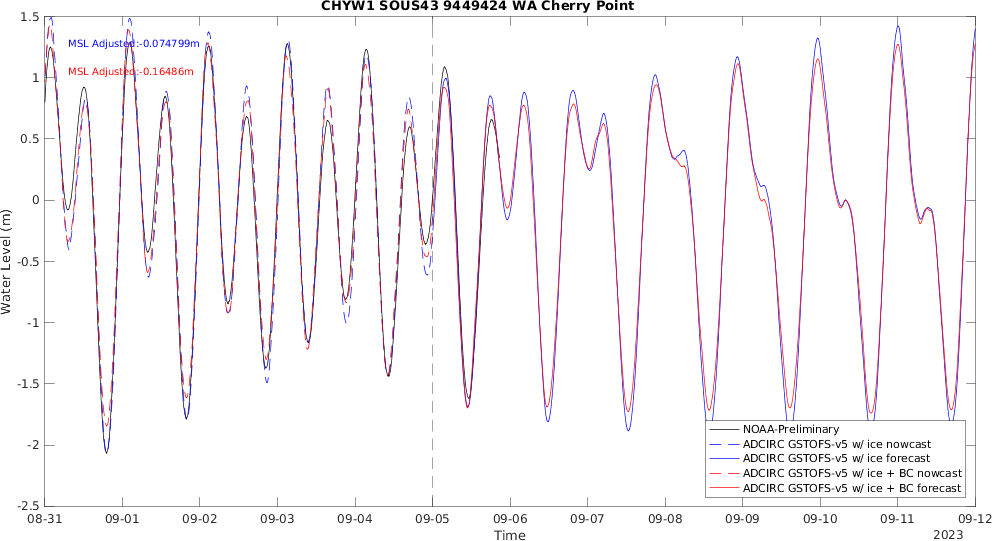 CHYW1 SOUS43 9449424 WA Cherry Point
MSL Adjusted:-0.074799m
MSL Adjusted:-0.16486m
1.5
1
0.5
0
-0.5
-1
-1.5
-2
-2.5
Water Level (m)
08-31 09-01 09-02 09-03 09-04 09-05 09-06 09-07 09-08 09-09 09-10 09-11 09-12
Time
2023
NOAA-Preliminary
ADCIRC GSTOFS-v5 w/ ice nowcast
ADCIRC GSTOFS-v5 w/ ice forecast
ADCIRC GSTOFS-v5 w/ ice + BC nowcast
ADCIRC GSTOFS-v5 w/ ice + BC forecast